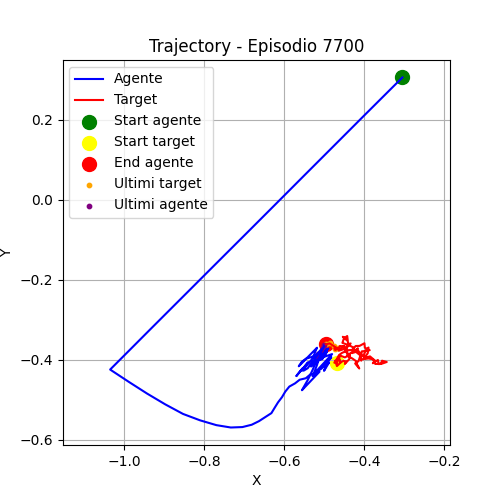 Trajectory - Episodio 7700
Agente
Target
Start agente
Start target
End agente
Ultimi target
Ultimi agente
0.2
0.0
−0.2
−0.4
−0.6
Y
−1.0
−0.8
−0.6
−0.4
−0.2
X